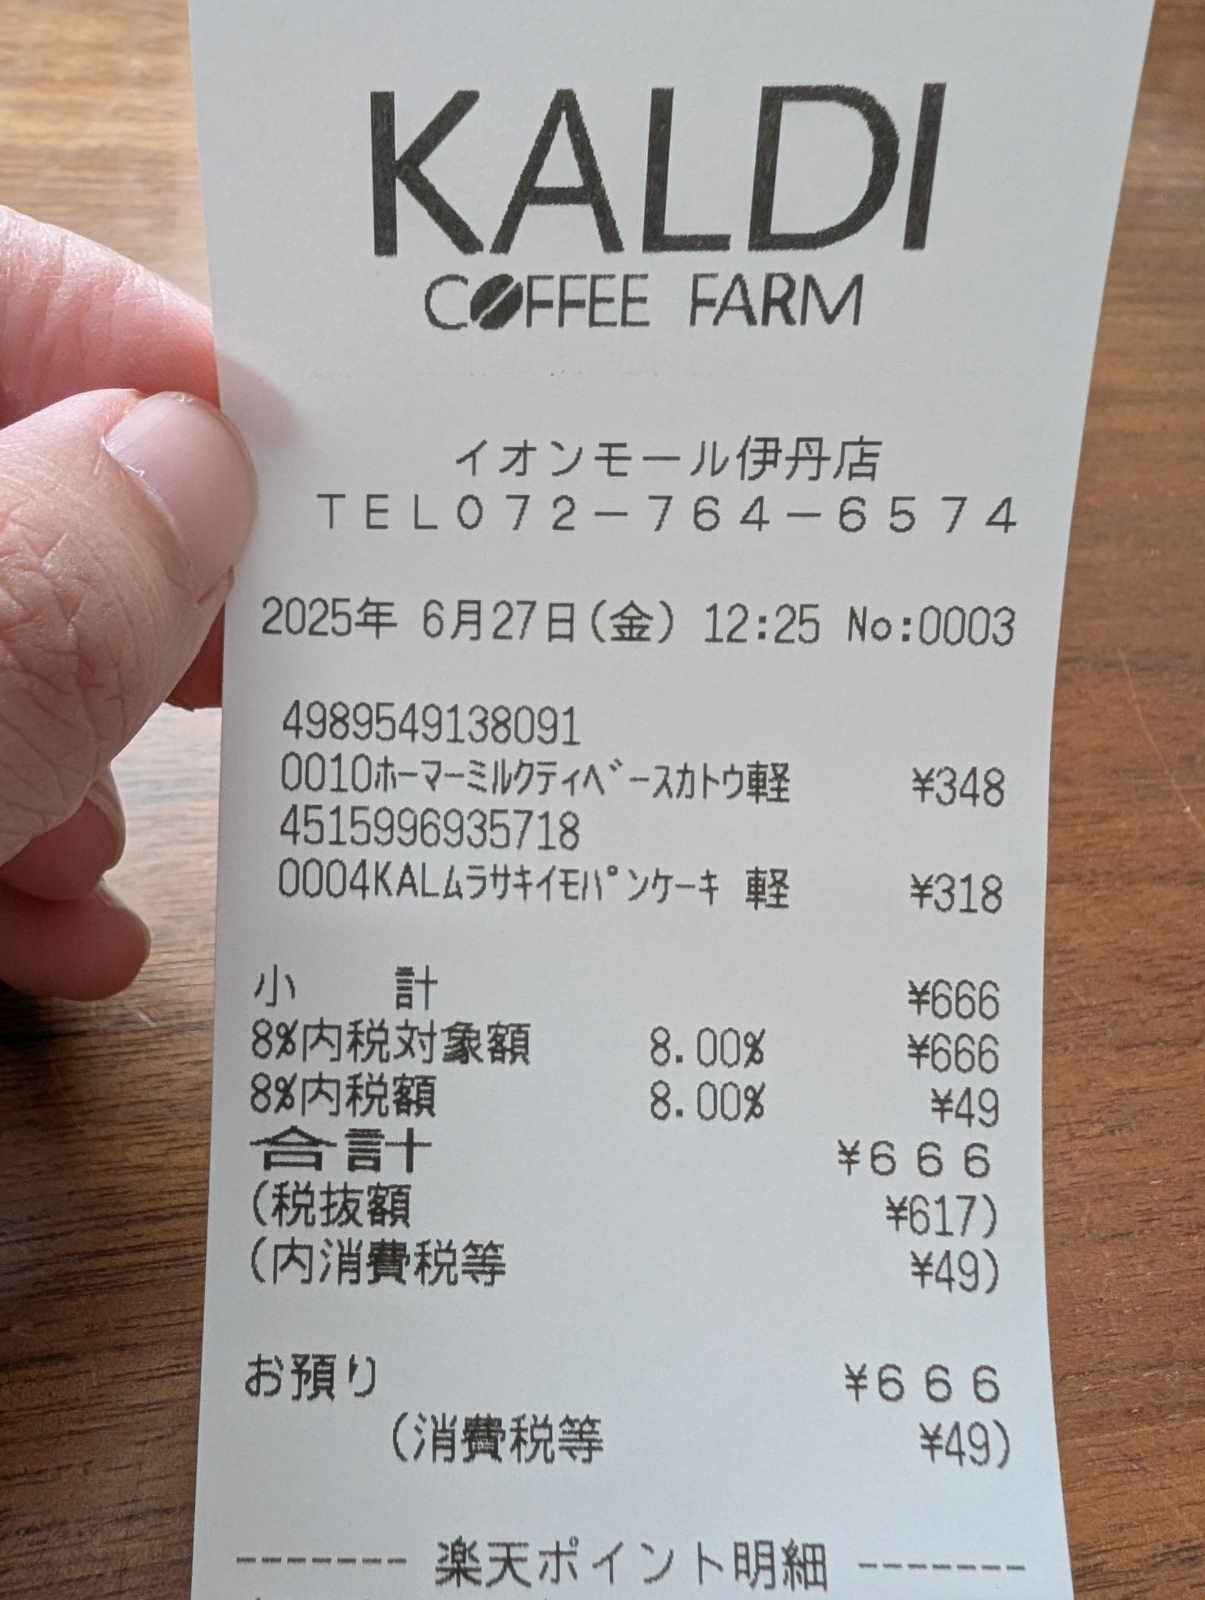 KALDI
COFFEE FARM
イオンモール伊丹店
TEL072-764-6574
2025年 6月27日(金) 12:25 No:0003
4989549138091
0010ﾎｰﾏｰﾐﾙｸﾃｨﾍﾞｰｽｶﾄｳ軽 ¥348
4515996935718
0004KALﾑﾗｻｷｲﾓﾊﾟﾝｹｰｷ 軽 ¥318
小 計 ¥666
8%内税対象額 8.00% ¥666
8%内税額 8.00% ¥49
合計 ¥666
(税抜額 ¥617)
(内消費税等 ¥49)
お預り ¥666
(消費税等 ¥49)
------- 楽天ポイント明細 -------